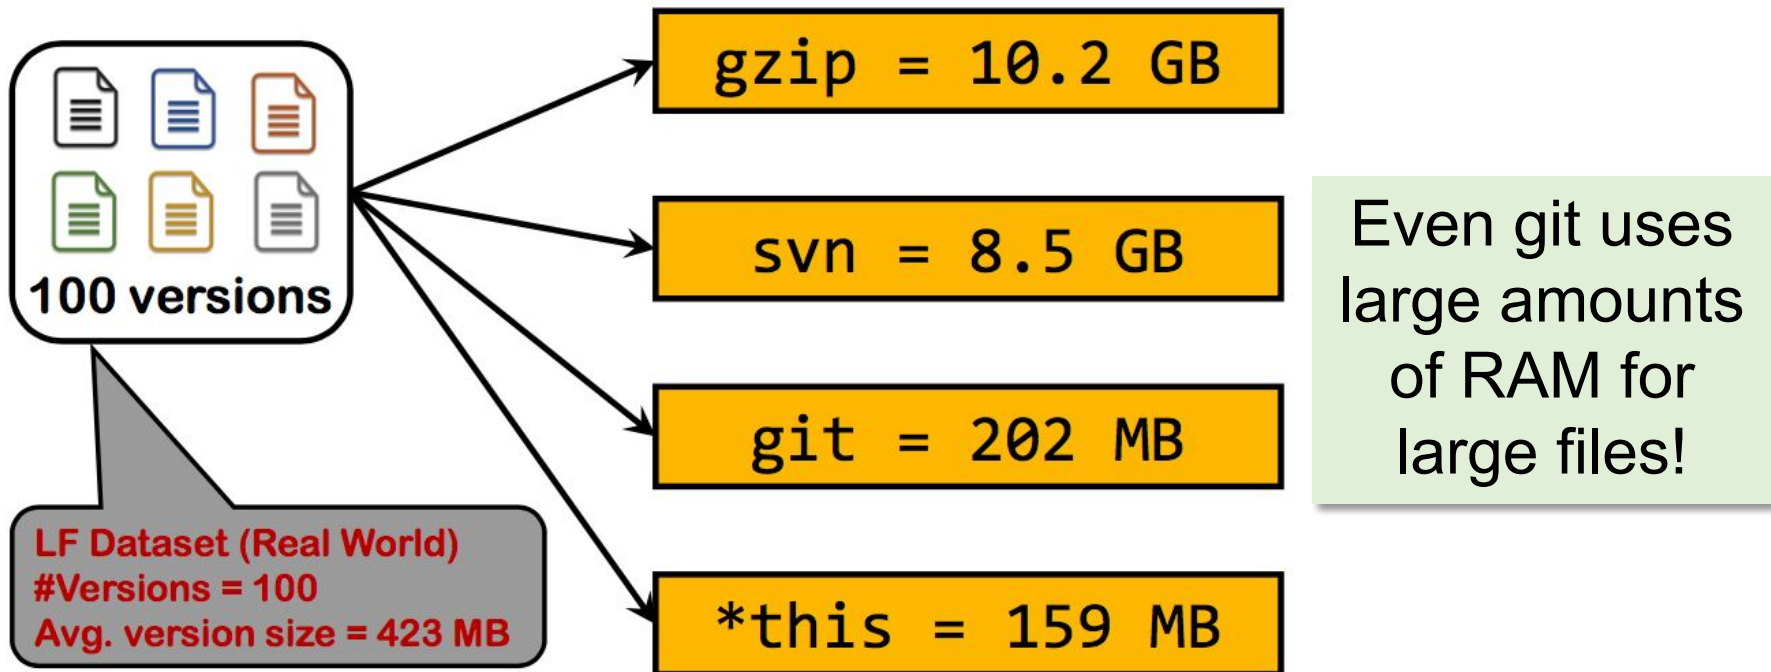 100 versions
LF Dataset (Real World)
#Versions = 100
Avg. version size = 423 MB
gzip = 10.2 GB
svn = 8.5 GB
git = 202 MB
*this = 159 MB
Even git uses
large amounts
of RAM for
large files!